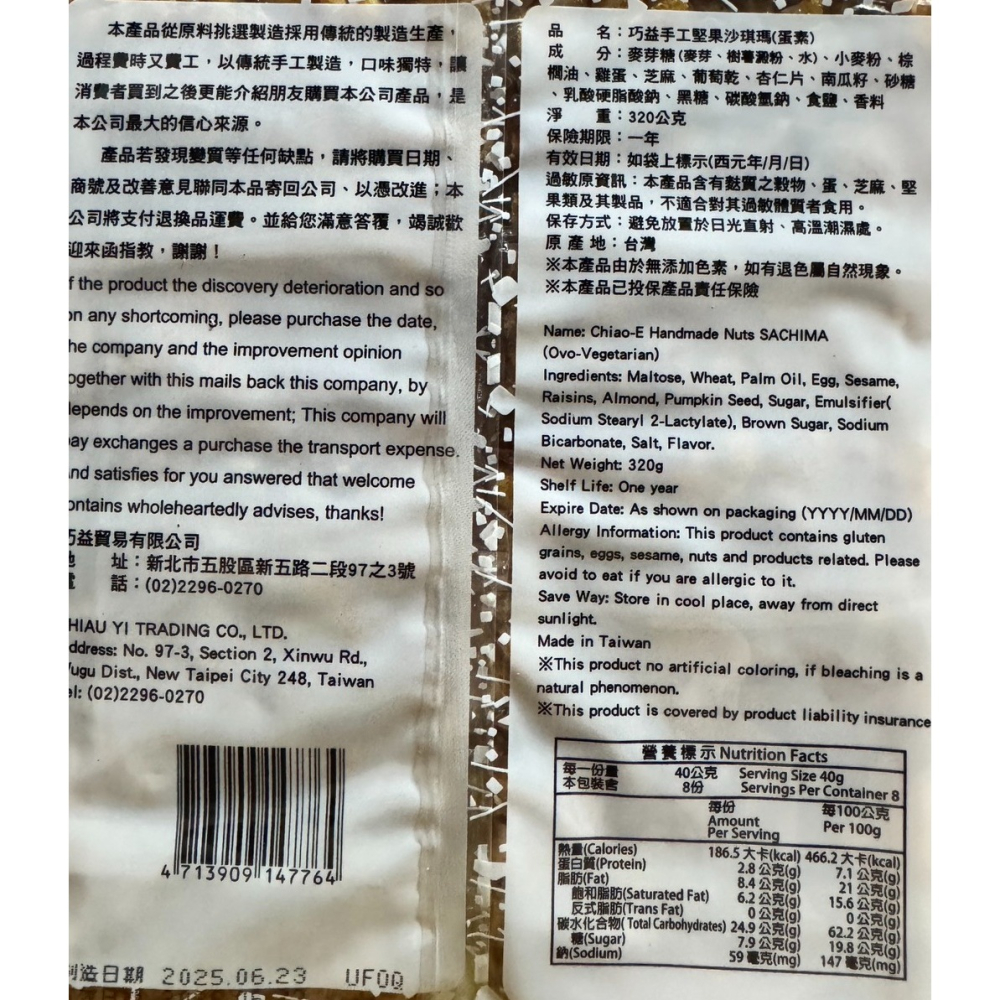 本產品從原料挑選製造採用傳統的製造生產，
過程費時又費工，以傳統手工製造，口味獨特，讓
消費者買到之後更能介紹朋友購買本公司產品，是
本公司最大的信心來源。
產品若發現變質等任何缺點，請將購買日期、
商號及改善意見聯同本品寄回公司、以憑改進；本
公司將支付退換品運費。並給您滿意答覆，竭誠歡
迎來函指教，謝謝！
f the product the discovery deterioration and so
on any shortcoming, please purchase the date,
he company and the improvement opinion
ogether with this mails back this company, by
depends on the improvement; This company will
pay exchanges a purchase the transport expense.
And satisfies for you answered that welcome
ontains wholeheartedly advises, thanks!
巧益貿易有限公司
地 址：新北市五股區新五路二段97之3號
電 話：(02)2296-0270
HIAU YI TRADING CO., LTD.
ddress: No. 97-3, Section 2, Xinwu Rd.,
Wugu Dist., New Taipei City 248, Taiwan
el: (02)2296-0270
4 713909 147764
製造日期 2025.06.23 UF0Q
品 名：巧益手工堅果沙琪瑪(蛋素)
成 分：麥芽糖(麥芽、樹薯澱粉、水)、小麥粉、棕
櫚油、雞蛋、芝麻、葡萄乾、杏仁片、南瓜籽、砂糖
、乳酸硬脂酸鈉、黑糖、碳酸氫鈉、食鹽、香料
淨 重：320公克
保險期限：一年
有效日期：如袋上標示(西元年/月/日)
過敏原資訊：本產品含有麩質之穀物、蛋、芝麻、堅
果類及其製品，不適合對其過敏體質者食用。
保存方式：避免放置於日光直射、高溫潮濕處。
原 產 地：台灣
※本產品由於無添加色素，如有退色屬自然現象。
※本產品已投保產品責任保險
Name: Chiao-E Handmade Nuts SACHIMA
(Ovo-Vegetarian)
Ingredients: Maltose, Wheat, Palm Oil, Egg, Sesame,
Raisins, Almond, Pumpkin Seed, Sugar, Emulsifier(
Sodium Stearyl 2-Lactylate), Brown Sugar, Sodium
Bicarbonate, Salt, Flavor.
Net Weight: 320g
Shelf Life: One year
Expire Date: As shown on packaging (YYYY/MM/DD)
Allergy Information: This product contains gluten
grains, eggs, sesame, nuts and products related. Please
avoid to eat if you are allergic to it.
Save Way: Store in cool place, away from direct
sunlight.
Made in Taiwan
※This product no artificial coloring, if bleaching is a
natural phenomenon.
※This product is covered by product liability insurance
營養標示 Nutrition Facts
每一份量 40公克 Serving Size 40g
本包裝含 8份 Servings Per Container 8
每份 每100公克
Amount Per 100g
Per Serving
熱量(Calories) 186.5 大卡(kcal) 466.2 大卡(kcal)
蛋白質(Protein) 2.8 公克(g) 7.1 公克(g)
脂肪(Fat) 8.4 公克(g) 21 公克(g)
飽和脂肪(Saturated Fat) 6.2 公克(g) 15.6 公克(g)
反式脂肪(Trans Fat) 0 公克(g) 0 公克(g)
碳水化合物( Total Carbohydrates) 24.9 公克(g) 62.2 公克(g)
糖(Sugar) 7.9 公克(g) 19.8 公克(g)
鈉(Sodium) 59 毫克(mg) 147 毫克(mg)